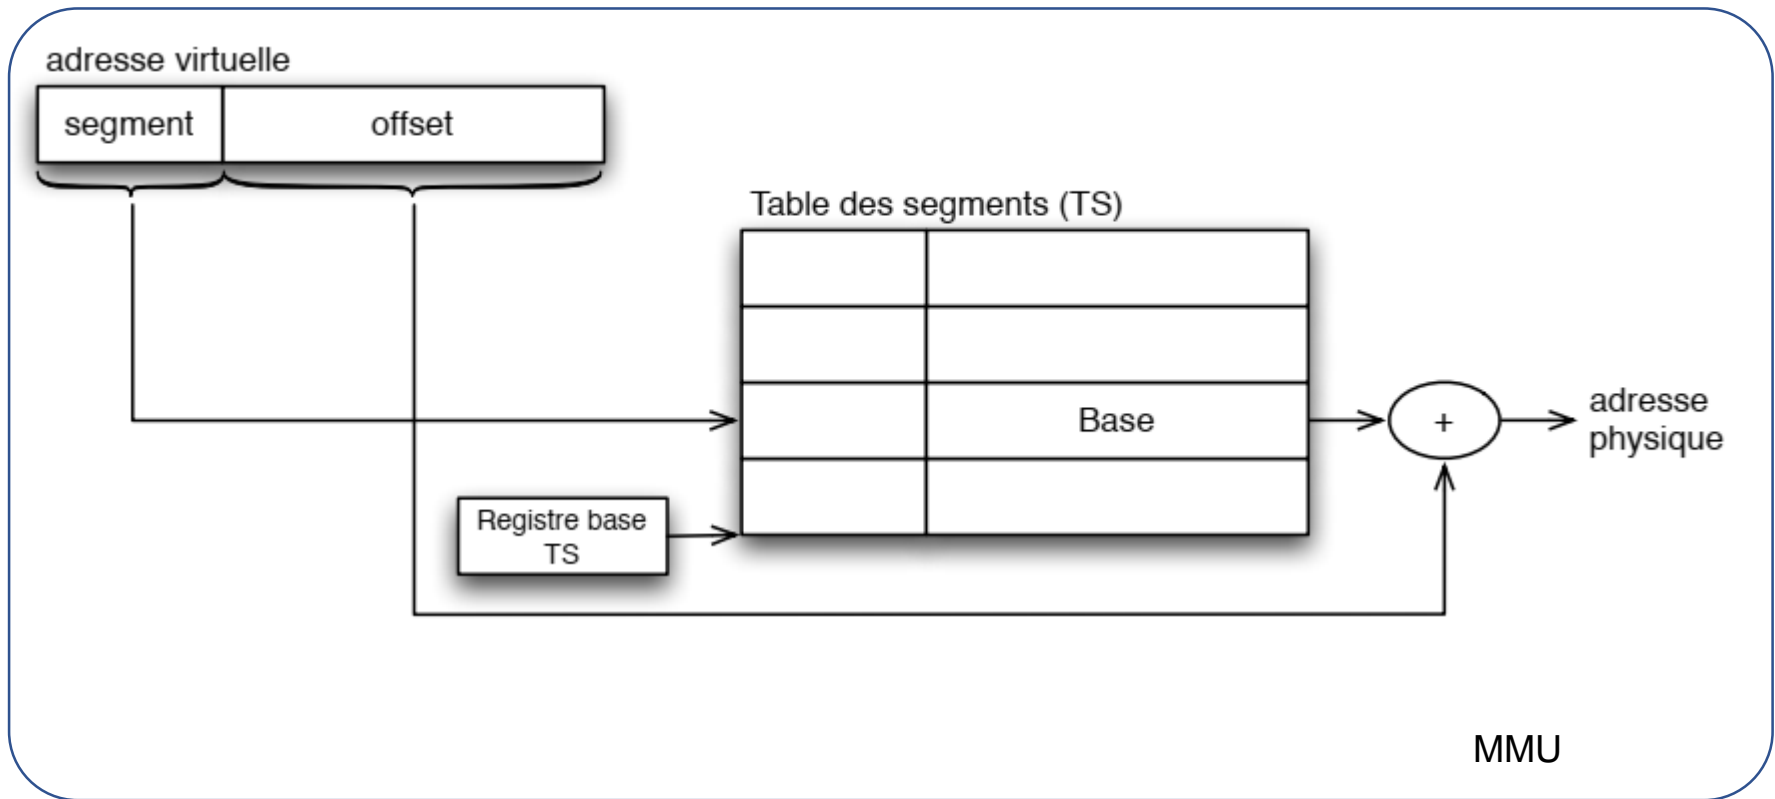 adresse virtuelle
segment
offset
Table des segments (TS)
Base
+
adresse
physique
Registre base
TS
MMU